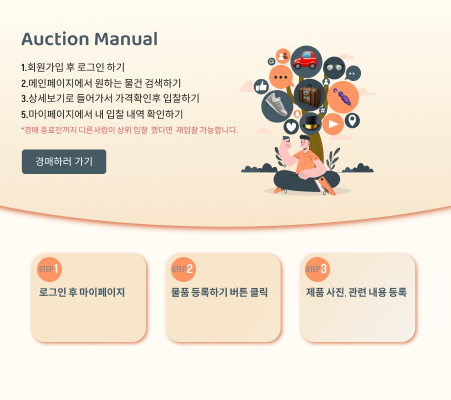 Auction Manual
1.회원가입 후 로그인 하기
2.메인페이지에서 원하는 물건 검색하기
3.상세보기로 들어가서 가격확인후 입찰하기
5.마이페이지에서 내 입찰 내역 확인하기
*경매 종료전까지 다른사람이 상위 입찰 했다면 재입찰 가능합니다.
경매하러 가기
STEP1
로그인 후 마이페이지
STEP2
물품 등록하기 버튼 클릭
STEP3
제품 사진, 관련 내용 등록